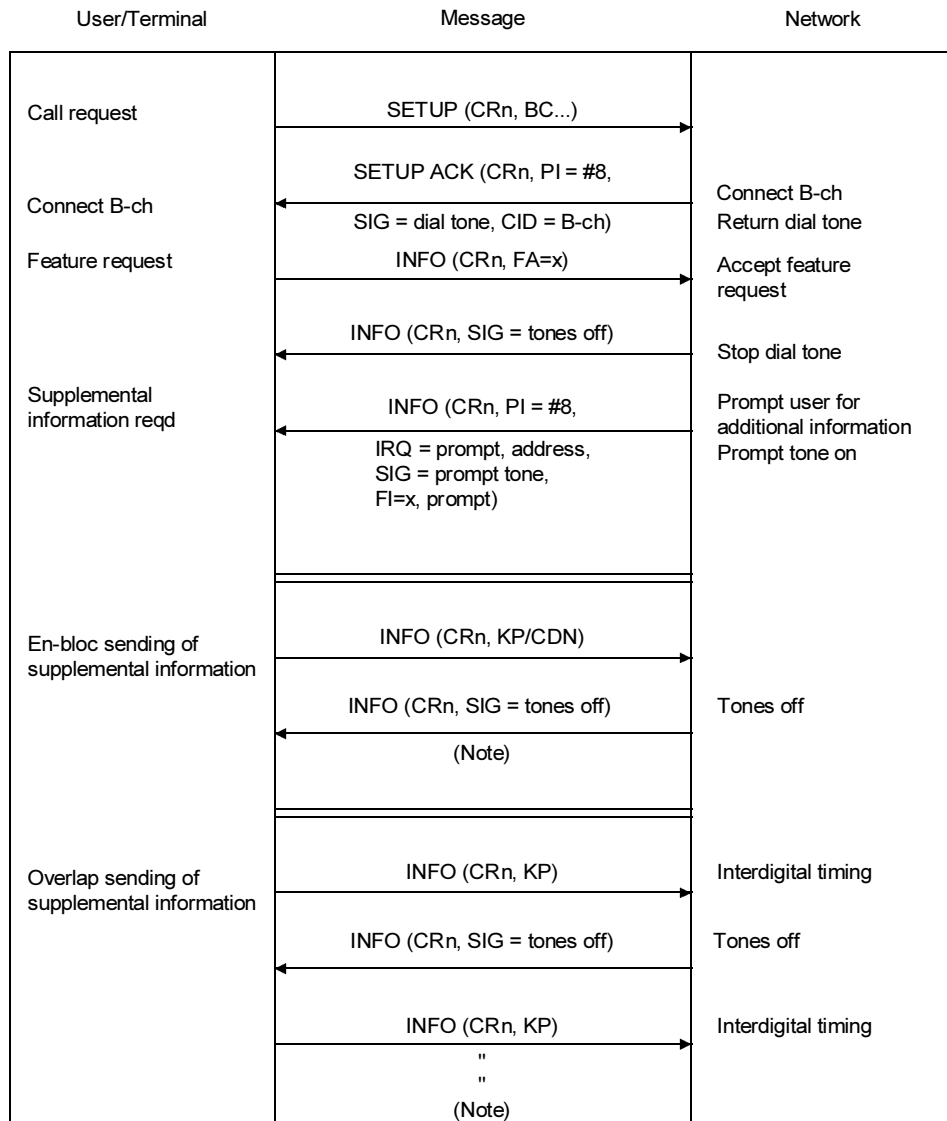 User/Terminal Message Network
Call request SETUP (CRn, BC...)
SETUP ACK (CRn, PI = #8,
Connect B-ch Connect B-ch
SIG = dial tone, CID = B-ch) Return dial tone
Feature request INFO (CRn, FA=x) Accept feature
request
INFO (CRn, SIG = tones off)
Stop dial tone
Supplemental
information reqd INFO (CRn, PI = #8, Prompt user for
additional information
IRQ = prompt, address, Prompt tone on
SIG = prompt tone,
FI=x, prompt)
En-bloc sending of INFO (CRn, KP/CDN)
supplemental information
INFO (CRn, SIG = tones off) Tones off
(Note)
Overlap sending of INFO (CRn, KP) Interdigital timing
supplemental information
INFO (CRn, SIG = tones off) Tones off
INFO (CRn, KP) Interdigital timing
"
"
(Note)